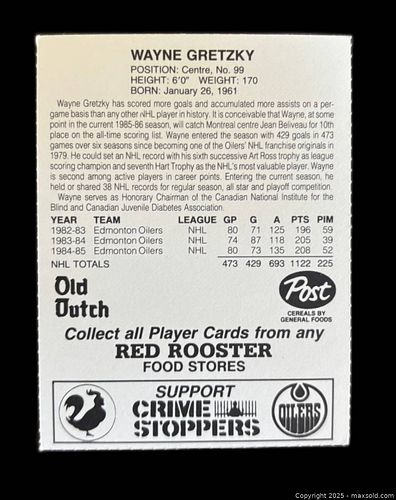 WAYNE GRETZKY
POSITION: Centre, No. 99
HEIGHT: 6'0" WEIGHT: 170
BORN: January 26, 1961
Wayne Gretzky has scored more goals and accumulated more assists on a per-
game basis than any other NHL player in history. It is conceivable that Wayne, at some
point in the current 1985-86 season, will catch Montreal centre Jean Beliveau for 10th
place on the all-time scoring list. Wayne entered the season with 429 goals in 473
games over six seasons since becoming one of the Oilers' NHL franchise originals in
1979. He could set an NHL record with his sixth successive Art Ross trophy as league
scoring champion and seventh Hart Trophy as the NHL's most valuable player. Wayne
is second among active players in career points. Entering the current season, he
held or shared 38 NHL records for regular season, all star and playoff competition.
Wayne serves as Honorary Chairman of the Canadian National Institute for the
Blind and Canadian Juvenile Diabetes Association.
YEAR TEAM LEAGUE GP G A PTS PIM
1982-83 Edmonton Oilers NHL 80 71 125 196 59
1983-84 Edmonton Oilers NHL 74 87 118 205 39
1984-85 Edmonton Oilers NHL 80 73 135 208 52
NHL TOTALS 473 429 693 1122 225
Old
Dutch
Post
CEREALS BY
GENERAL FOODS
Collect all Player Cards from any
RED ROOSTER
FOOD STORES
SUPPORT
CRIME
STOPPERS
OILERS
Copyright 2025 - maxsold.com